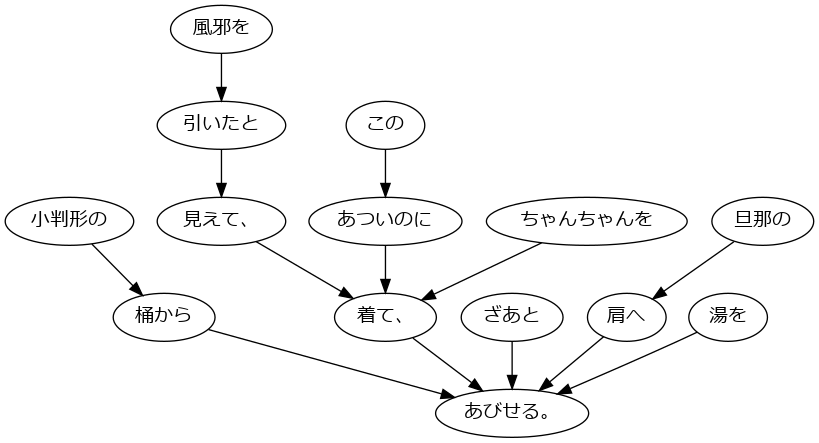 風邪を
引いたと
この
小判形の
見えて、
あついのに
ちゃんちゃんを
旦那の
桶から
着て、
ざあと
肩へ
湯を
あびせる。